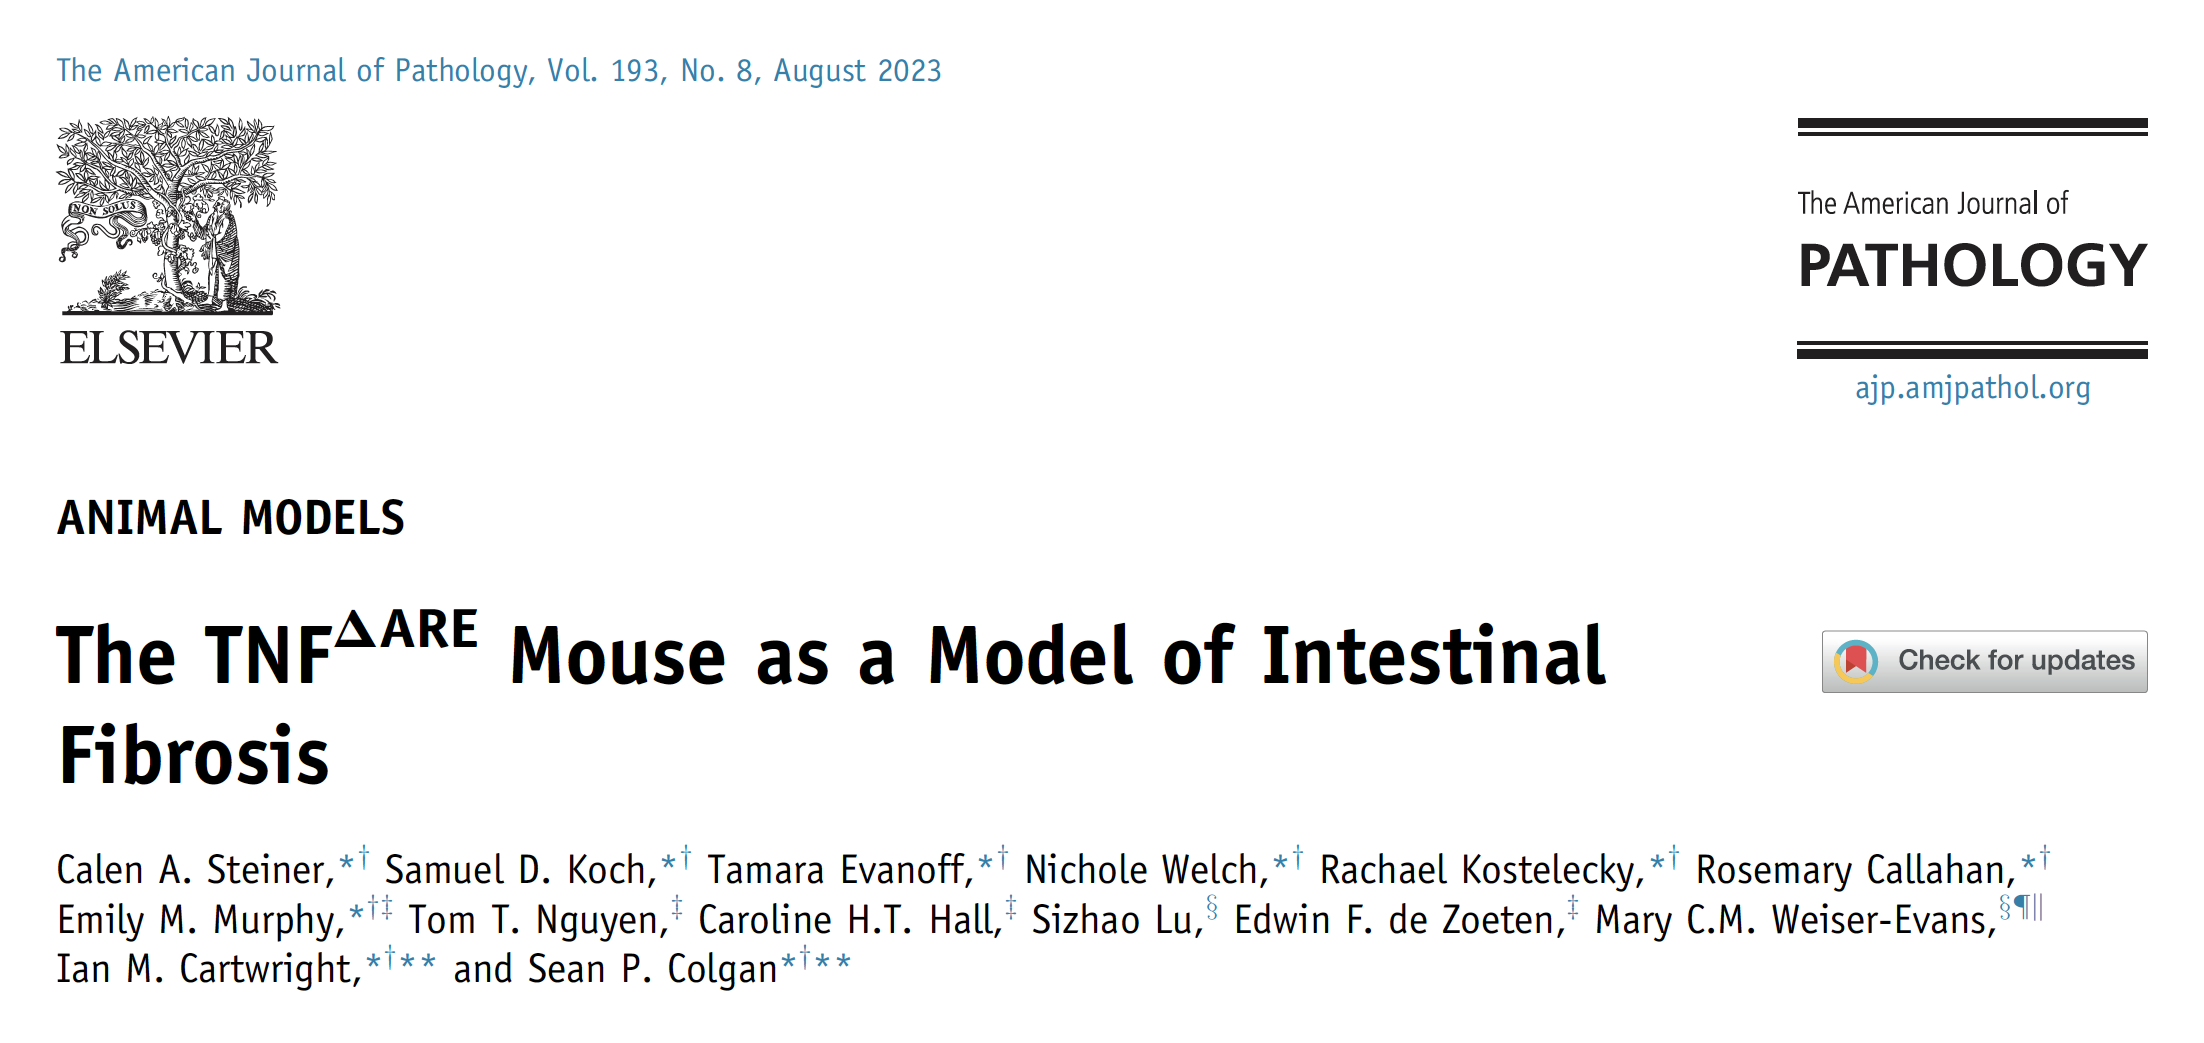 The American Journal of Pathology, Vol. 193, No. 8, August 2023
NON SOLUS
ELSEVIER
The American Journal of
PATHOLOGY
ajp.amjpathol.org
ANIMAL MODELS
The TNF^ΔARE Mouse as a Model of Intestinal
Fibrosis
Check for updates
Calen A. Steiner,*† Samuel D. Koch,*† Tamara Evanoff,*† Nichole Welch,*† Rachael Kostelecky,*† Rosemary Callahan,*†
Emily M. Murphy,*†‡ Tom T. Nguyen,‡ Caroline H.T. Hall,‡ Sizhao Lu,§ Edwin F. de Zoeten,‡ Mary C.M. Weiser-Evans,§¶||
Ian M. Cartwright,*†** and Sean P. Colgan*†**